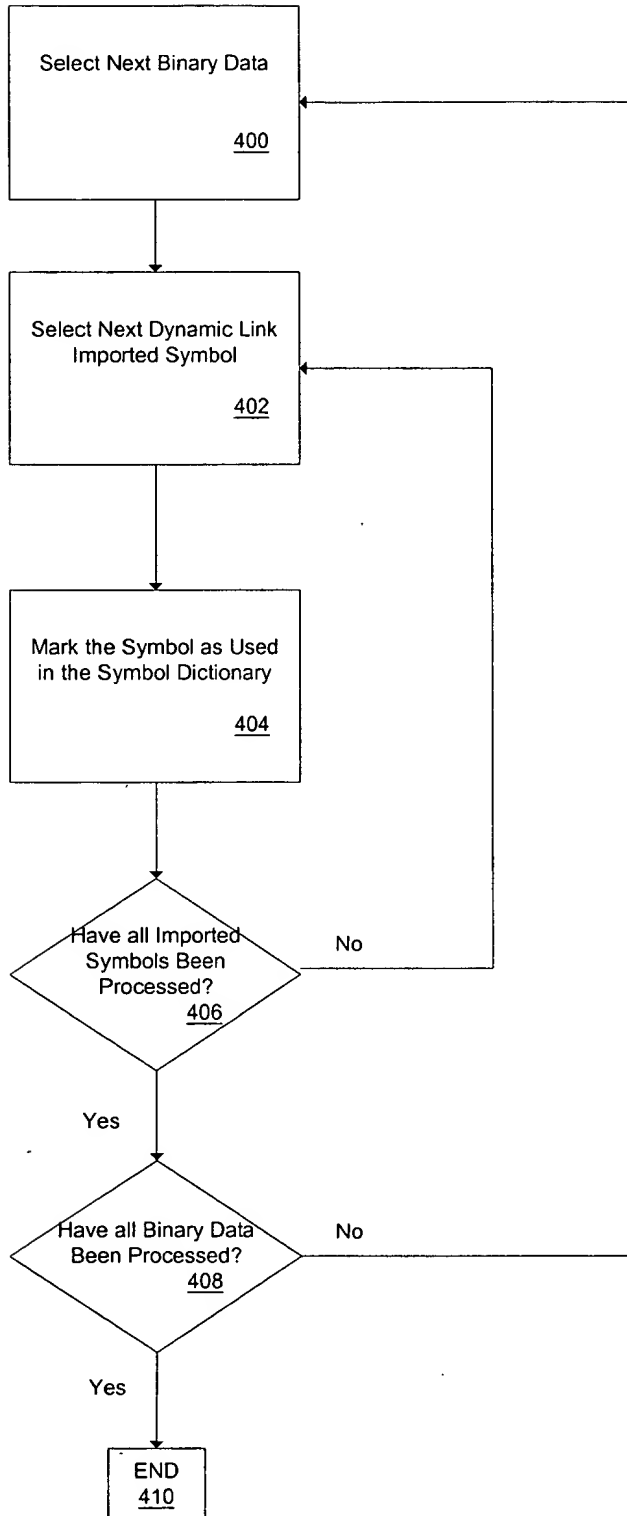 Select Next Binary Data
400
Select Next Dynamic Link
Imported Symbol
402
Mark the Symbol as Used
in the Symbol Dictionary
404
Have all Imported
Symbols Been
Processed?
406
No
Yes
Have all Binary Data
Been Processed?
408
No
Yes
END
410